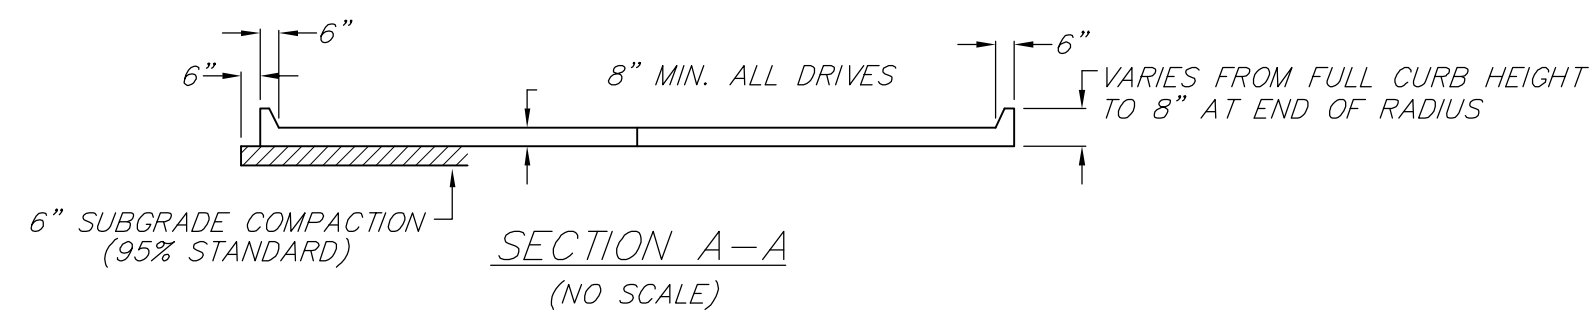 6”
6”
8” MIN. ALL DRIVES
6”
VARIES FROM FULL CURB HEIGHT
TO 8” AT END OF RADIUS
6” SUBGRADE COMPACTION
(95% STANDARD)
SECTION A-A
(NO SCALE)